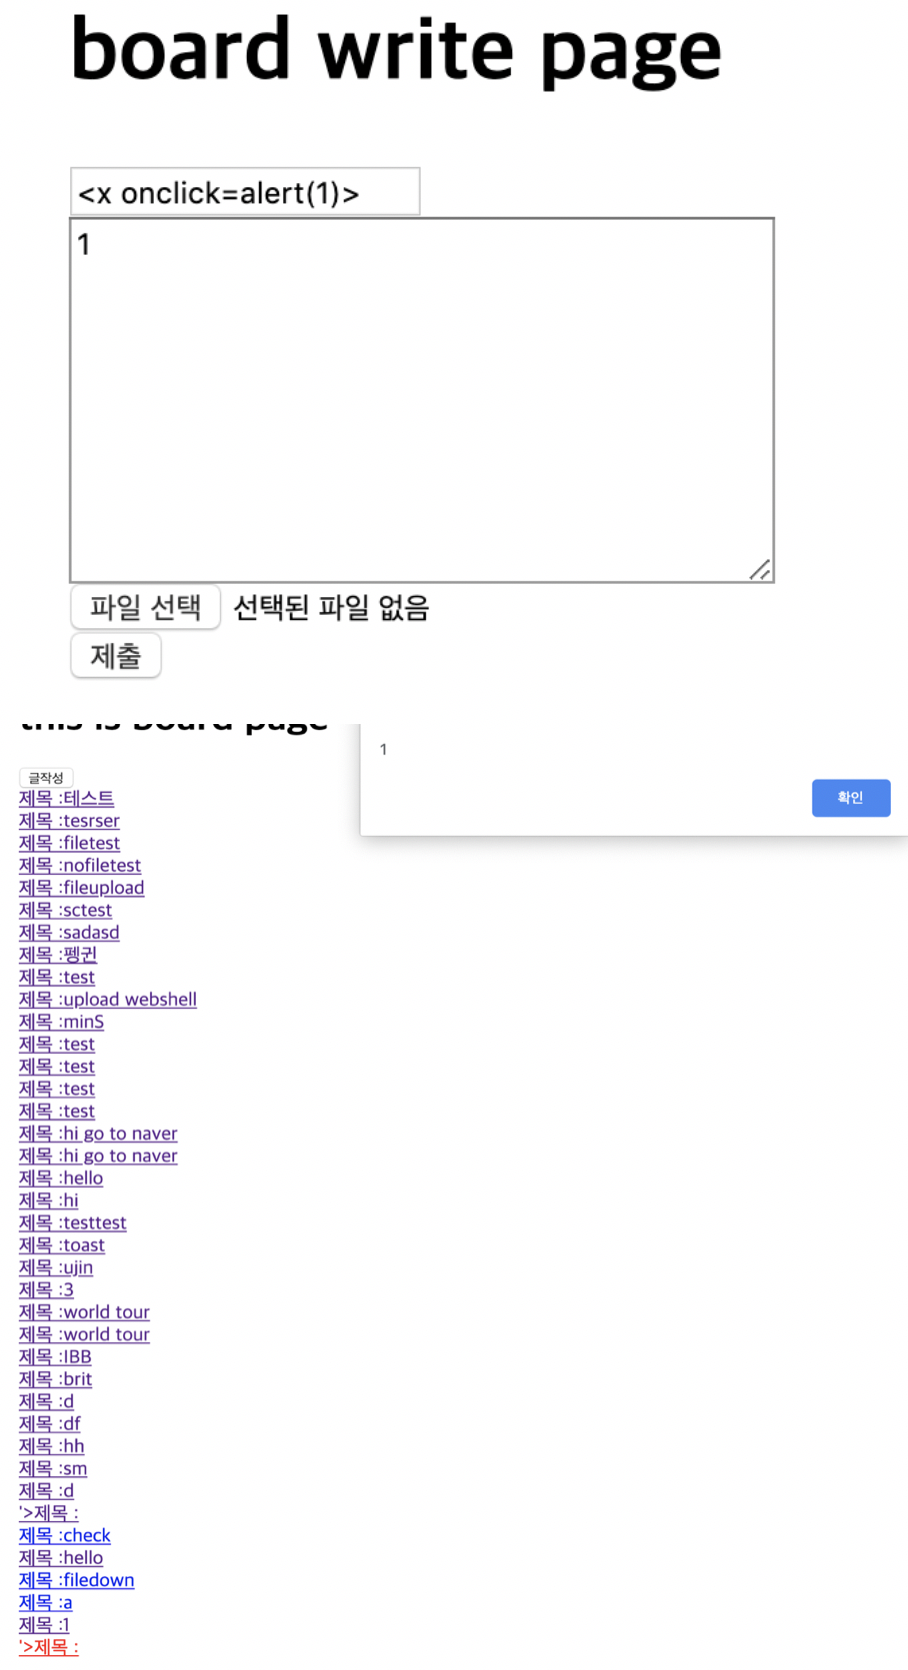 board write page
<x onclick=alert(1)>
1
파일 선택 선택된 파일 없음
제출
this is board page
1
확인
글작성
제목 :테스트
제목 :tesrser
제목 :filetest
제목 :nofiletest
제목 :fileupload
제목 :sctest
제목 :sadasd
제목 :펭귄
제목 :test
제목 :upload webshell
제목 :minS
제목 :test
제목 :test
제목 :test
제목 :test
제목 :hi go to naver
제목 :hi go to naver
제목 :hello
제목 :hi
제목 :testtest
제목 :toast
제목 :ujin
제목 :3
제목 :world tour
제목 :world tour
제목 :IBB
제목 :brit
제목 :d
제목 :df
제목 :hh
제목 :sm
제목 :d
'>제목 :
제목 :check
제목 :hello
제목 :filedown
제목 :a
제목 :1
'>제목 :